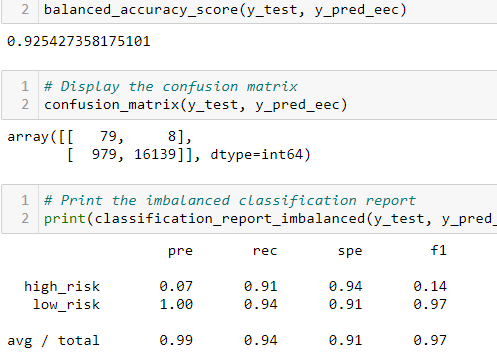 2 balanced_accuracy_score(y_test, y_pred_eec)
0.925427358175101
1 # Display the confusion matrix
2 confusion_matrix(y_test, y_pred_eec)
array([[   79,     8],
       [  979, 16139]], dtype=int64)
1 # Print the imbalanced classification report
2 print(classification_report_imbalanced(y_test, y_pred_
pre rec spe f1
high_risk 0.07 0.91 0.94 0.14
low_risk 1.00 0.94 0.91 0.97
avg / total 0.99 0.94 0.91 0.97